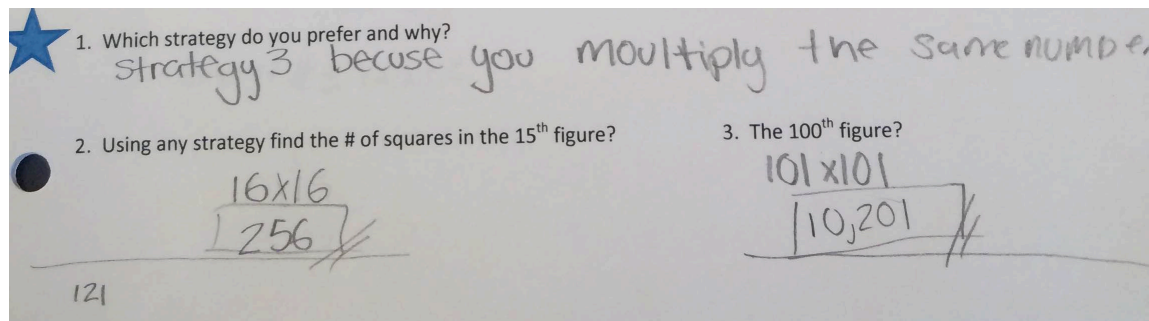 1. Which strategy do you prefer and why?
strategy 3 becuse you moultiply the same number
2. Using any strategy find the # of squares in the 15th figure?
3. The 100th figure?
16x16
256
101x101
10,201
121